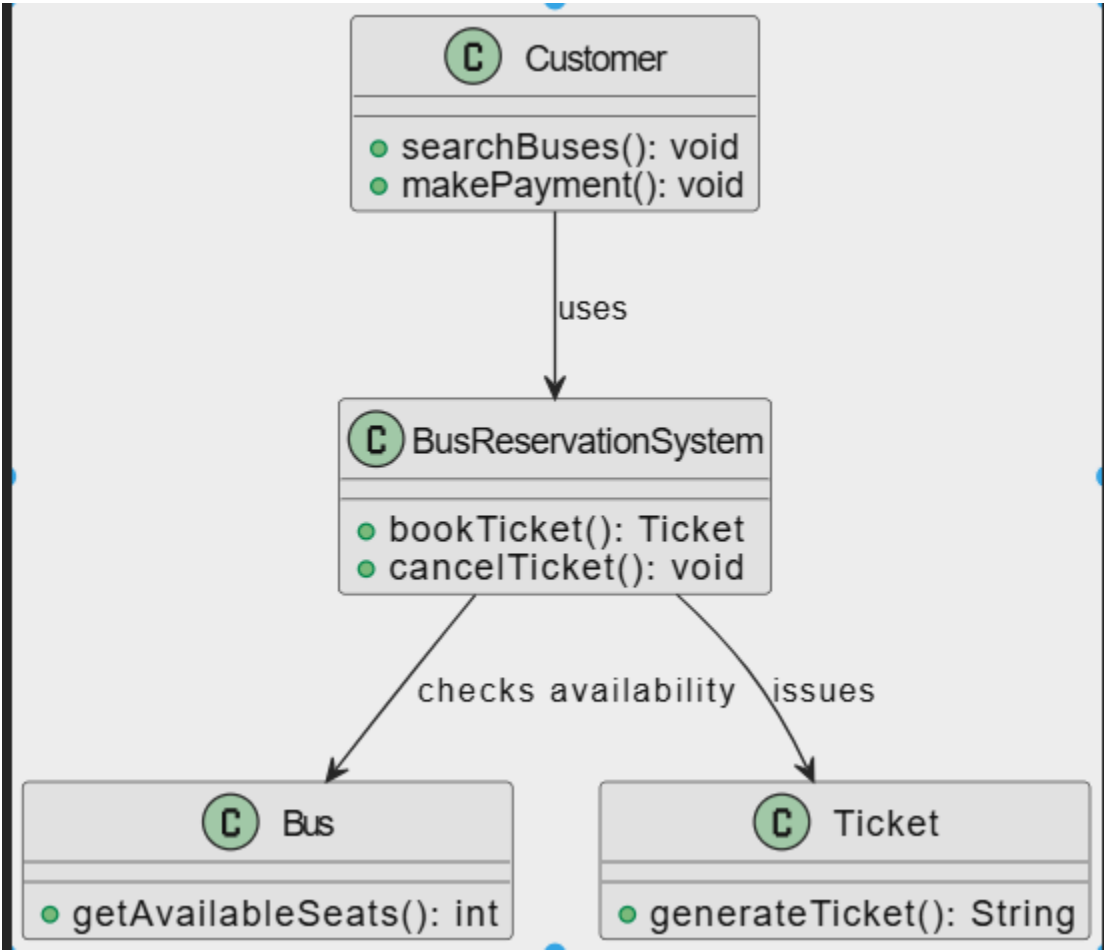 C Customer
searchBuses(): void
makePayment(): void
uses
C BusReservationSystem
bookTicket(): Ticket
cancelTicket(): void
checks availability
issues
C Bus
getAvailableSeats(): int
C Ticket
generateTicket(): String